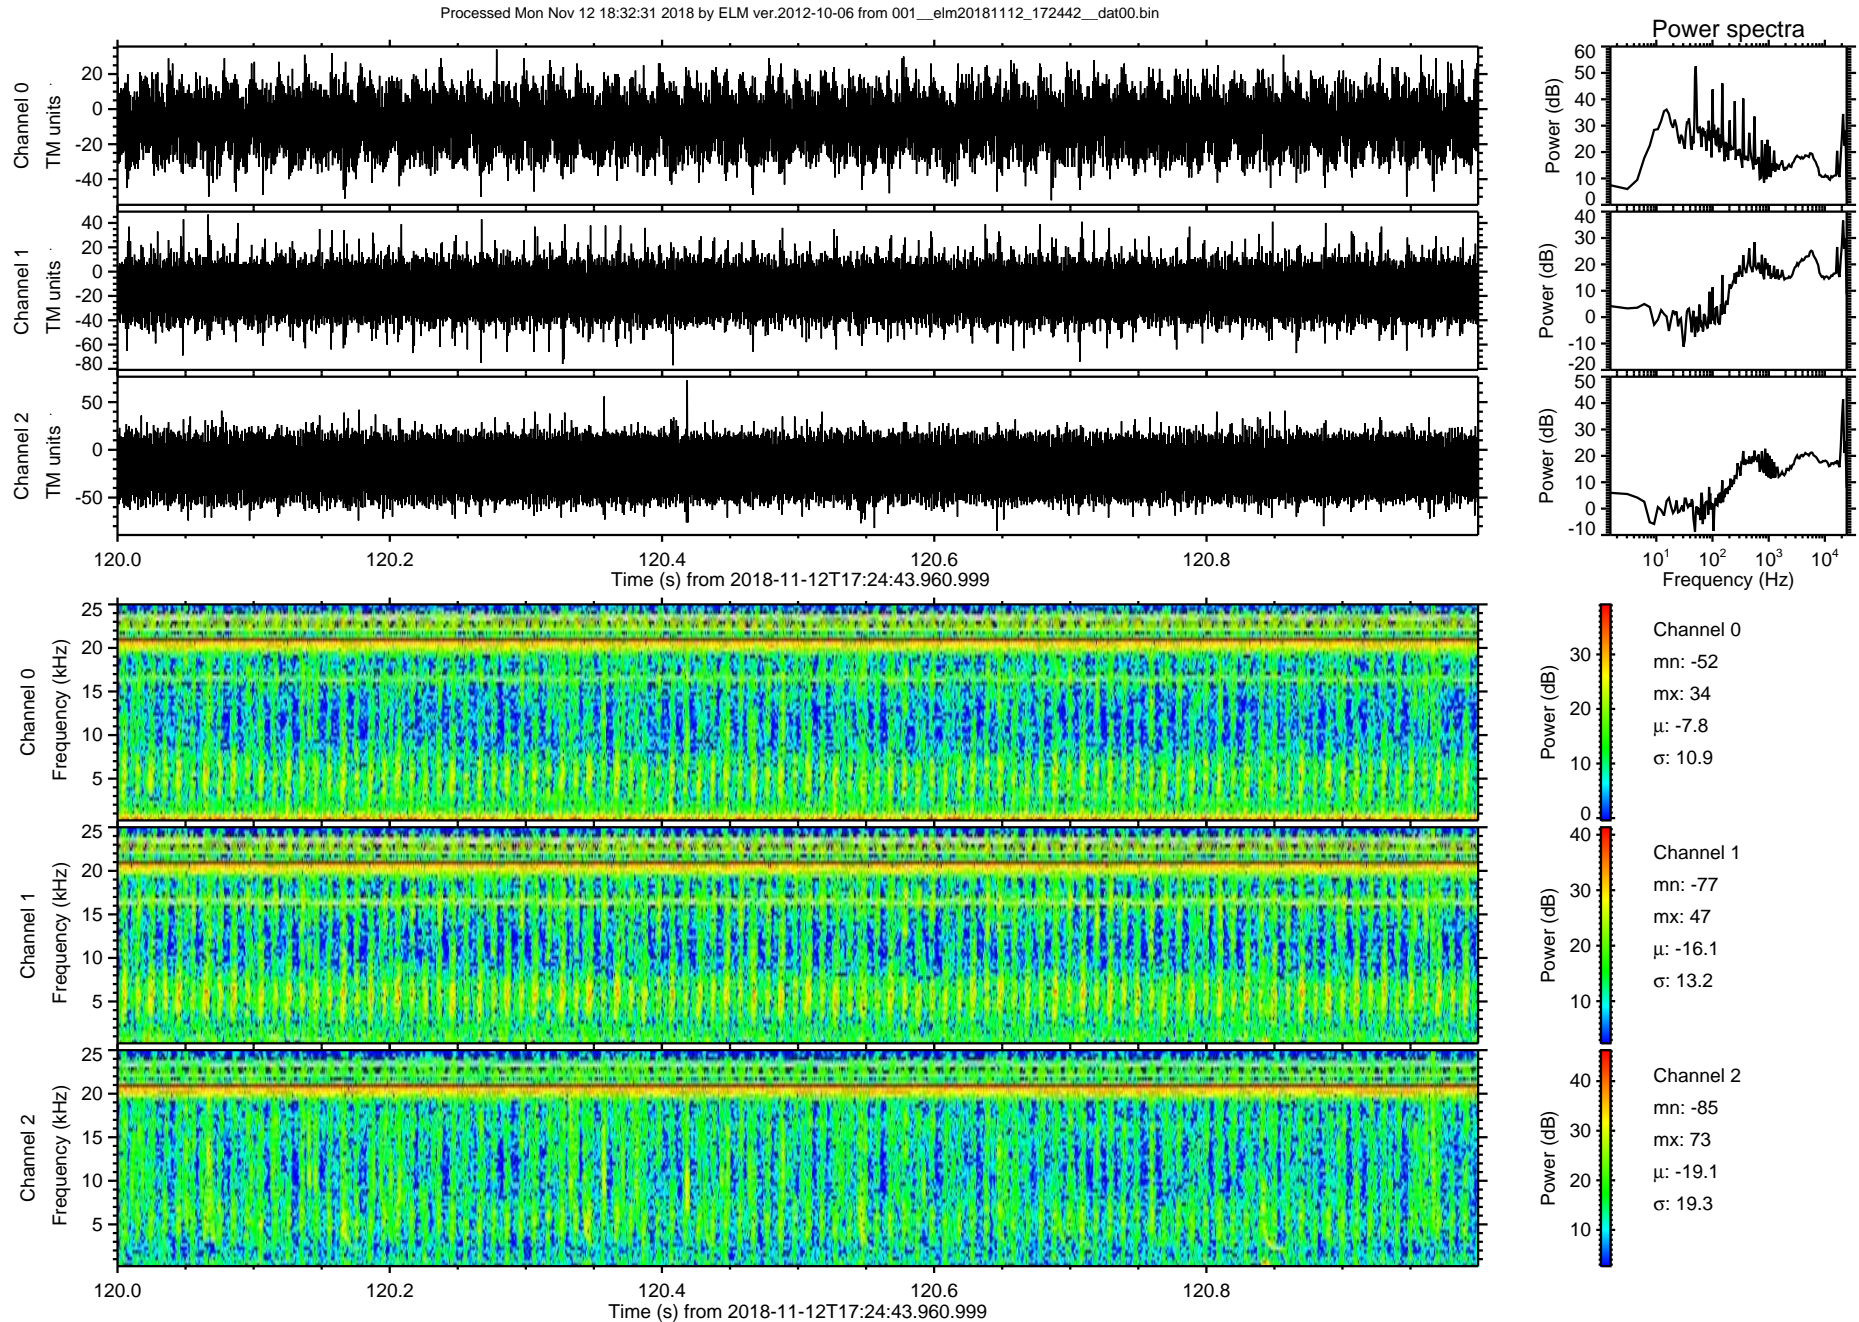 Processed Mon Nov 12 18:32:31 2018 by ELM ver.2012-10-06 from 001__elm20181112_172442__dat00.bin
Power spectra
Channel 0
TM units
20
0
-20
-40
Power (dB)
60
50
40
30
20
10
0
Channel 1
TM units
40
20
0
-20
-40
-60
-80
Power (dB)
40
30
20
10
0
-10
-20
Channel 2
TM units
50
0
-50
Power (dB)
50
40
30
20
10
0
-10
120.0 120.2 120.4 120.6 120.8
Time (s) from 2018-11-12T17:24:43.960.999
10¹ 10² 10³ 10⁴
Frequency (Hz)
Channel 0
Frequency (kHz)
25
20
15
10
5
Power (dB)
30
20
10
0
Channel 0
mn: -52
mx: 34
μ: -7.8
σ: 10.9
Channel 1
Frequency (kHz)
25
20
15
10
5
Power (dB)
40
30
20
10
Channel 1
mn: -77
mx: 47
μ: -16.1
σ: 13.2
Channel 2
Frequency (kHz)
25
20
15
10
5
Power (dB)
40
30
20
10
Channel 2
mn: -85
mx: 73
μ: -19.1
σ: 19.3
120.0 120.2 120.4 120.6 120.8
Time (s) from 2018-11-12T17:24:43.960.999